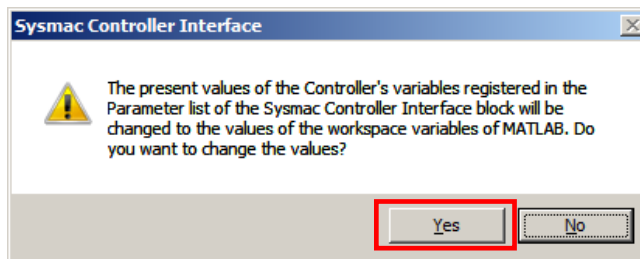 Sysmac Controller Interface
The present values of the Controller's variables registered in the
Parameter list of the Sysmac Controller Interface block will be
changed to the values of the workspace variables of MATLAB. Do
you want to change the values?
Yes
No